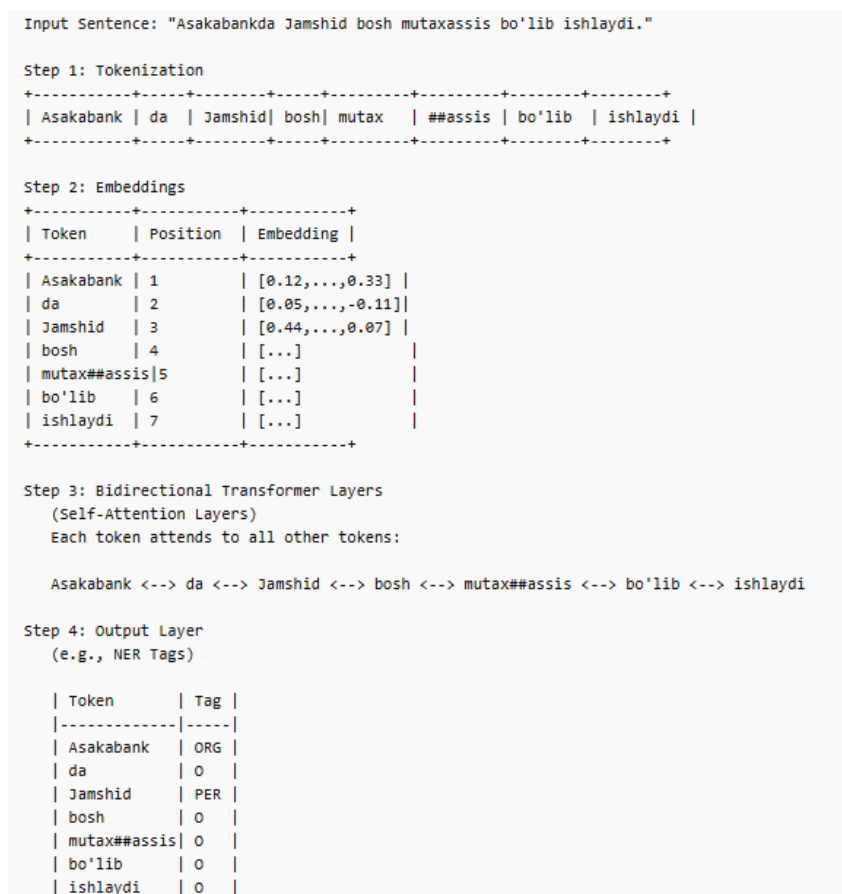 Input Sentence: "Asakabankda Jamshid bosh mutaxassis bo'lib ishlaydi."
Step 1: Tokenization
+-----------+-----+--------+-----+---------+---------+--------+--------+
| Asakabank | da  | Jamshid| bosh| mutax   | ##assis | bo'lib  | ishlaydi |
+-----------+-----+--------+-----+---------+---------+--------+--------+
Step 2: Embeddings
+-----------+-----------+-----------+
| Token     | Position  | Embedding |
+-----------+-----------+-----------+
| Asakabank | 1         | [0.12,...,0.33] |
| da        | 2         | [0.05,...,-0.11]|
| Jamshid   | 3         | [0.44,...,0.07] |
| bosh      | 4         | [...]           |
| mutax##assis|5        | [...]           |
| bo'lib    | 6         | [...]           |
| ishlaydi  | 7         | [...]           |
+-----------+-----------+-----------+
Step 3: Bidirectional Transformer Layers
(Self-Attention Layers)
Each token attends to all other tokens:
Asakabank <--> da <--> Jamshid <--> bosh <--> mutax##assis <--> bo'lib <--> ishlaydi
Step 4: Output Layer
(e.g., NER Tags)
| Token       | Tag |
|-------------|-----|
| Asakabank   | ORG |
| da          | O   |
| Jamshid     | PER |
| bosh        | O   |
| mutax##assis| O   |
| bo'lib      | O   |
| ishlaydi    | O   |